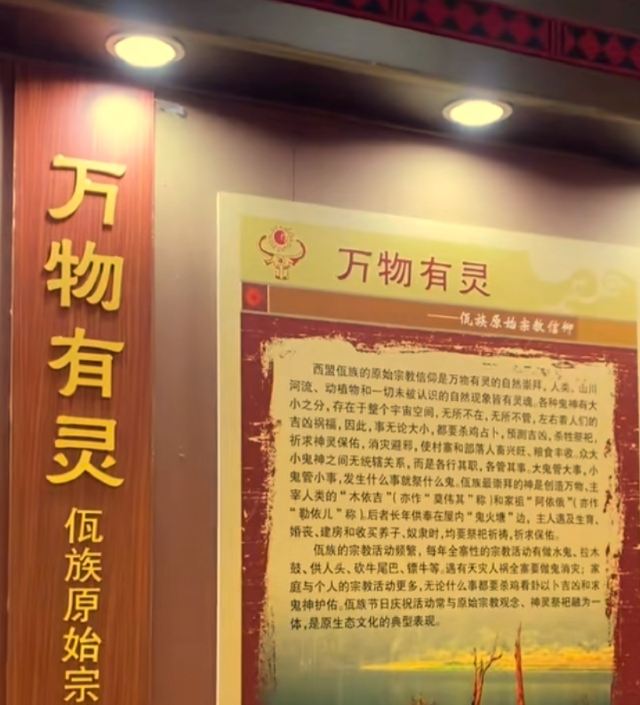 万物有灵
佤族原始宗
万物有灵
——佤族原始宗教信仰
西盟佤族的原始宗教信仰是万物有灵的自然崇拜，人类、山川
河流、动植物和一切未被认识的自然现象皆有灵魂。各种鬼神有大
小之分，存在于整个宇宙空间，无所不在，无所不管，左右着人们的
吉凶祸福，因此，事无论大小，都要杀鸡占卜，预测吉凶，杀牲祭祀，
祈求神灵保佑，消灾避邪，使村寨和部落人畜兴旺、粮食丰收。众大
小鬼神之间无统辖关系，而是各行其职，各管其事。大鬼管大事，小
鬼管小事，发生什么事就祭什么鬼。佤族最崇拜的神是创造万物、主
宰人类的“木依吉”（亦作“莫伟其”称）和家祖“阿依俄”（亦作
“勒依儿”称）。后者长年供奉在屋内“鬼火塘”边，主人遇及生育、
婚丧、建房和收买养子、奴隶时，均要祭祀祈祷，祈求保佑。
佤族的宗教活动频繁，每年全寨性的宗教活动有做水鬼、拉木
鼓、供人头、砍牛尾巴、镖牛等。遇有天灾人祸全寨要做鬼消灾；家
庭与个人的宗教活动更多，无论什么事都要杀鸡看卦以卜吉凶和求
鬼神护佑。佤族节日庆祝活动常与原始宗教观念、神灵祭祀融为一
体，是原生态文化的典型表现。